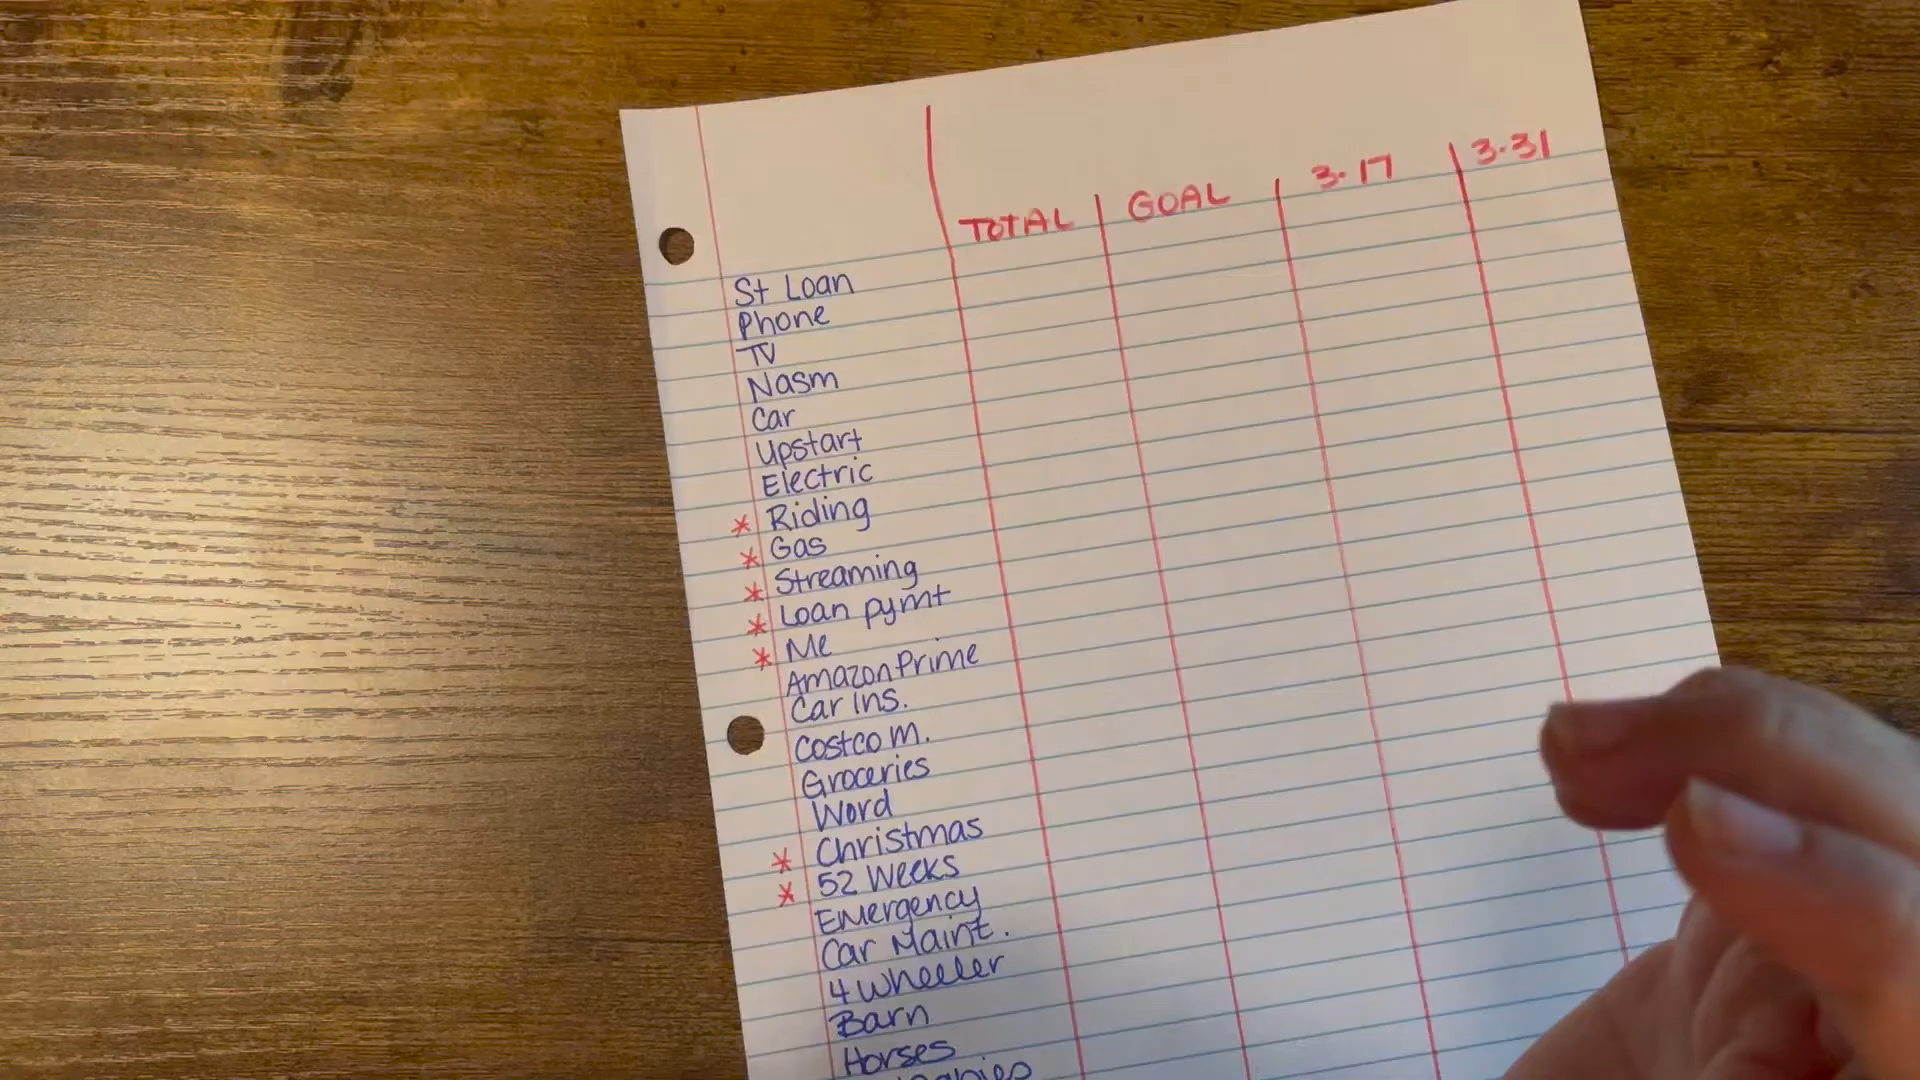 TOTAL GOAL 3.17 3.31
St Loan
Phone
TV
Nasm
Car
Upstart
Electric
* Riding
* Gas
* Streaming
* Loan pymt
* Me
Amazon Prime
Car Ins.
Costco M.
Groceries
Word
* Christmas
* 52 Weeks
Emergency
Car Maint.
4 Wheeler
Barn
Horses